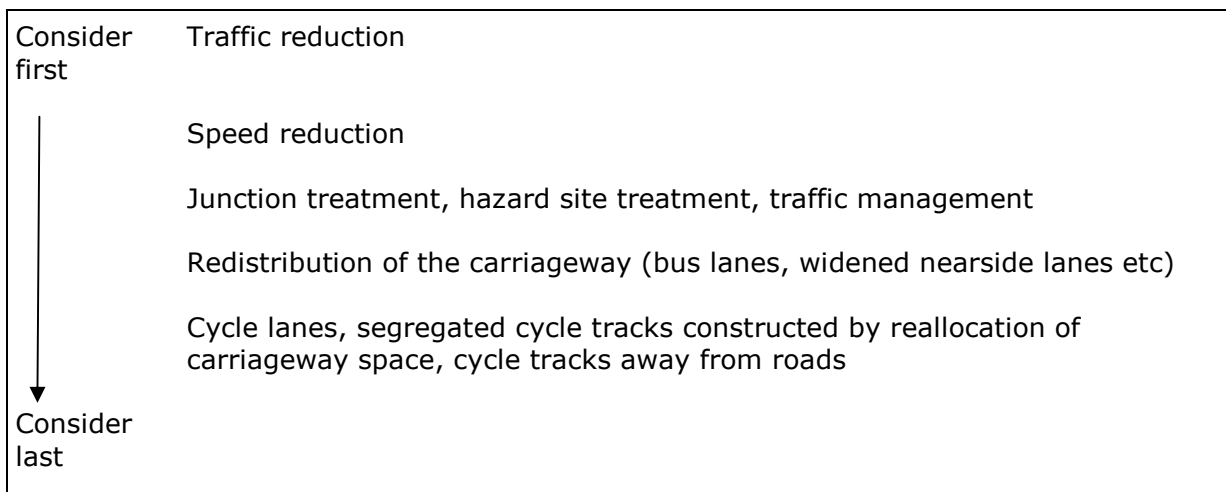 Consider Traffic reduction
first
Speed reduction
Junction treatment, hazard site treatment, traffic management
Redistribution of the carriageway (bus lanes, widened nearside lanes etc)
Cycle lanes, segregated cycle tracks constructed by reallocation of
carriageway space, cycle tracks away from roads
Consider
last